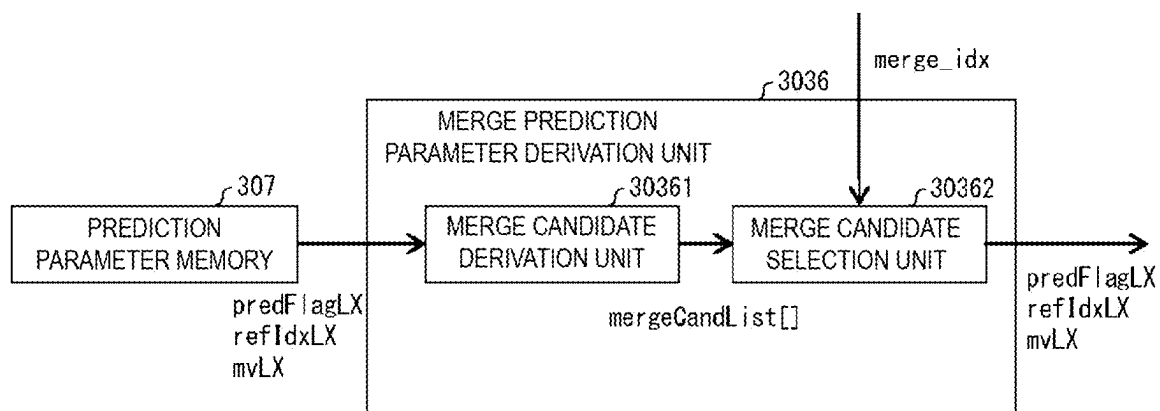 merge_idx
3036
MERGE PREDICTION
PARAMETER DERIVATION UNIT
307
30361
30362
PREDICTION
PARAMETER MEMORY
MERGE CANDIDATE
DERIVATION UNIT
MERGE CANDIDATE
SELECTION UNIT
predFlagLX
refIdxLX
mvLX
mergeCandList[]
predFlagLX
refIdxLX
mvLX